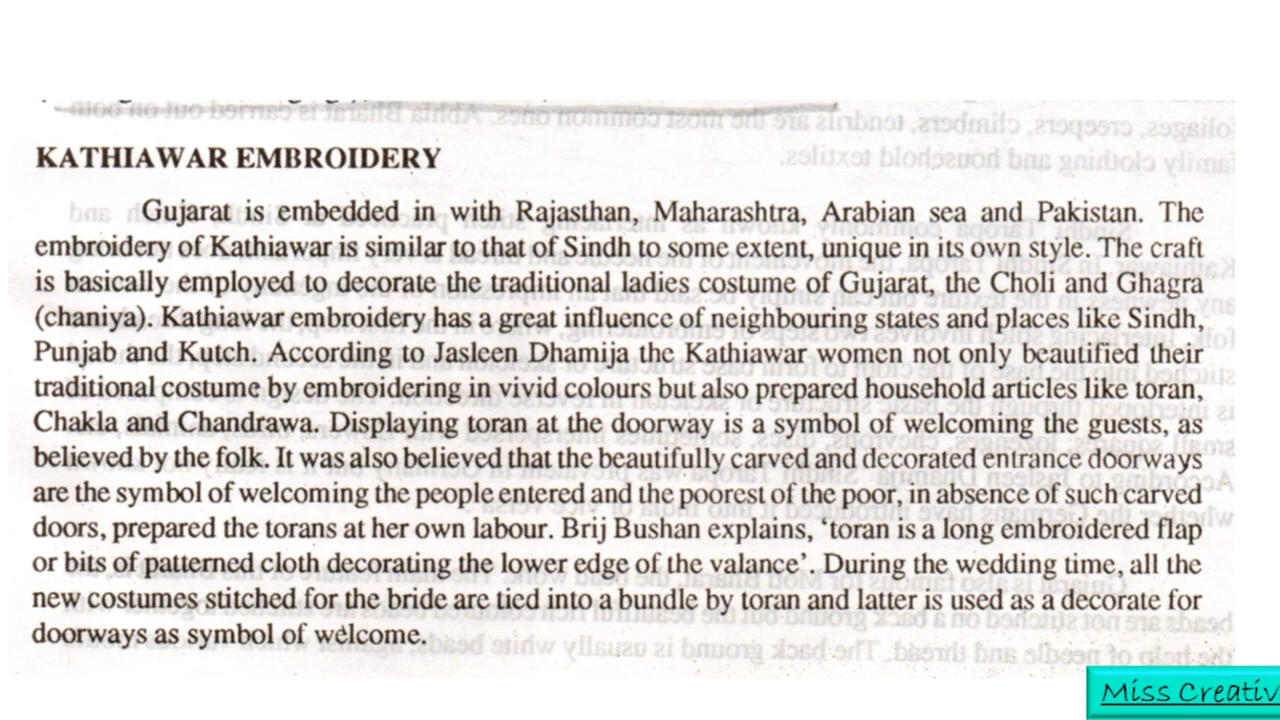 KATHIAWAR EMBROIDERY
Gujarat is embedded in with Rajasthan, Maharashtra, Arabian sea and Pakistan. The
embroidery of Kathiawar is similar to that of Sindh to some extent, unique in its own style. The craft
is basically employed to decorate the traditional ladies costume of Gujarat, the Choli and Ghagra
(chaniya). Kathiawar embroidery has a great influence of neighbouring states and places like Sindh,
Punjab and Kutch. According to Jasleen Dhamija the Kathiawar women not only beautified their
traditional costume by embroidering in vivid colours but also prepared household articles like toran,
Chakla and Chandrawa. Displaying toran at the doorway is a symbol of welcoming the guests, as
believed by the folk. It was also believed that the beautifully carved and decorated entrance doorways
are the symbol of welcoming the people entered and the poorest of the poor, in absence of such carved
doors, prepared the torans at her own labour. Brij Bushan explains, ‘toran is a long embroidered flap
or bits of patterned cloth decorating the lower edge of the valance’. During the wedding time, all the
new costumes stitched for the bride are tied into a bundle by toran and latter is used as a decorate for
doorways as symbol of welcome.
Miss Creativ